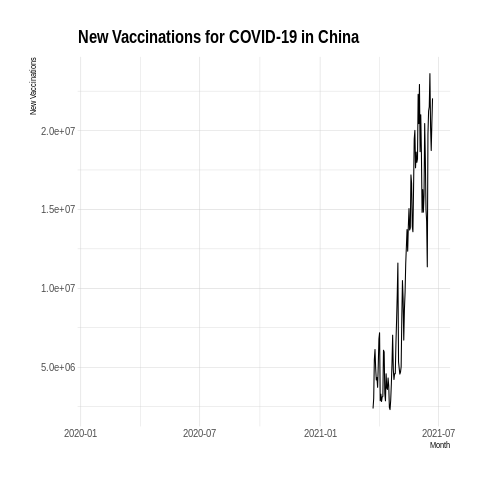 New Vaccinations for COVID-19 in China
New Vaccinations
2.0e+07
1.5e+07
1.0e+07
5.0e+06
2020-01
2020-07
2021-01
2021-07
Month